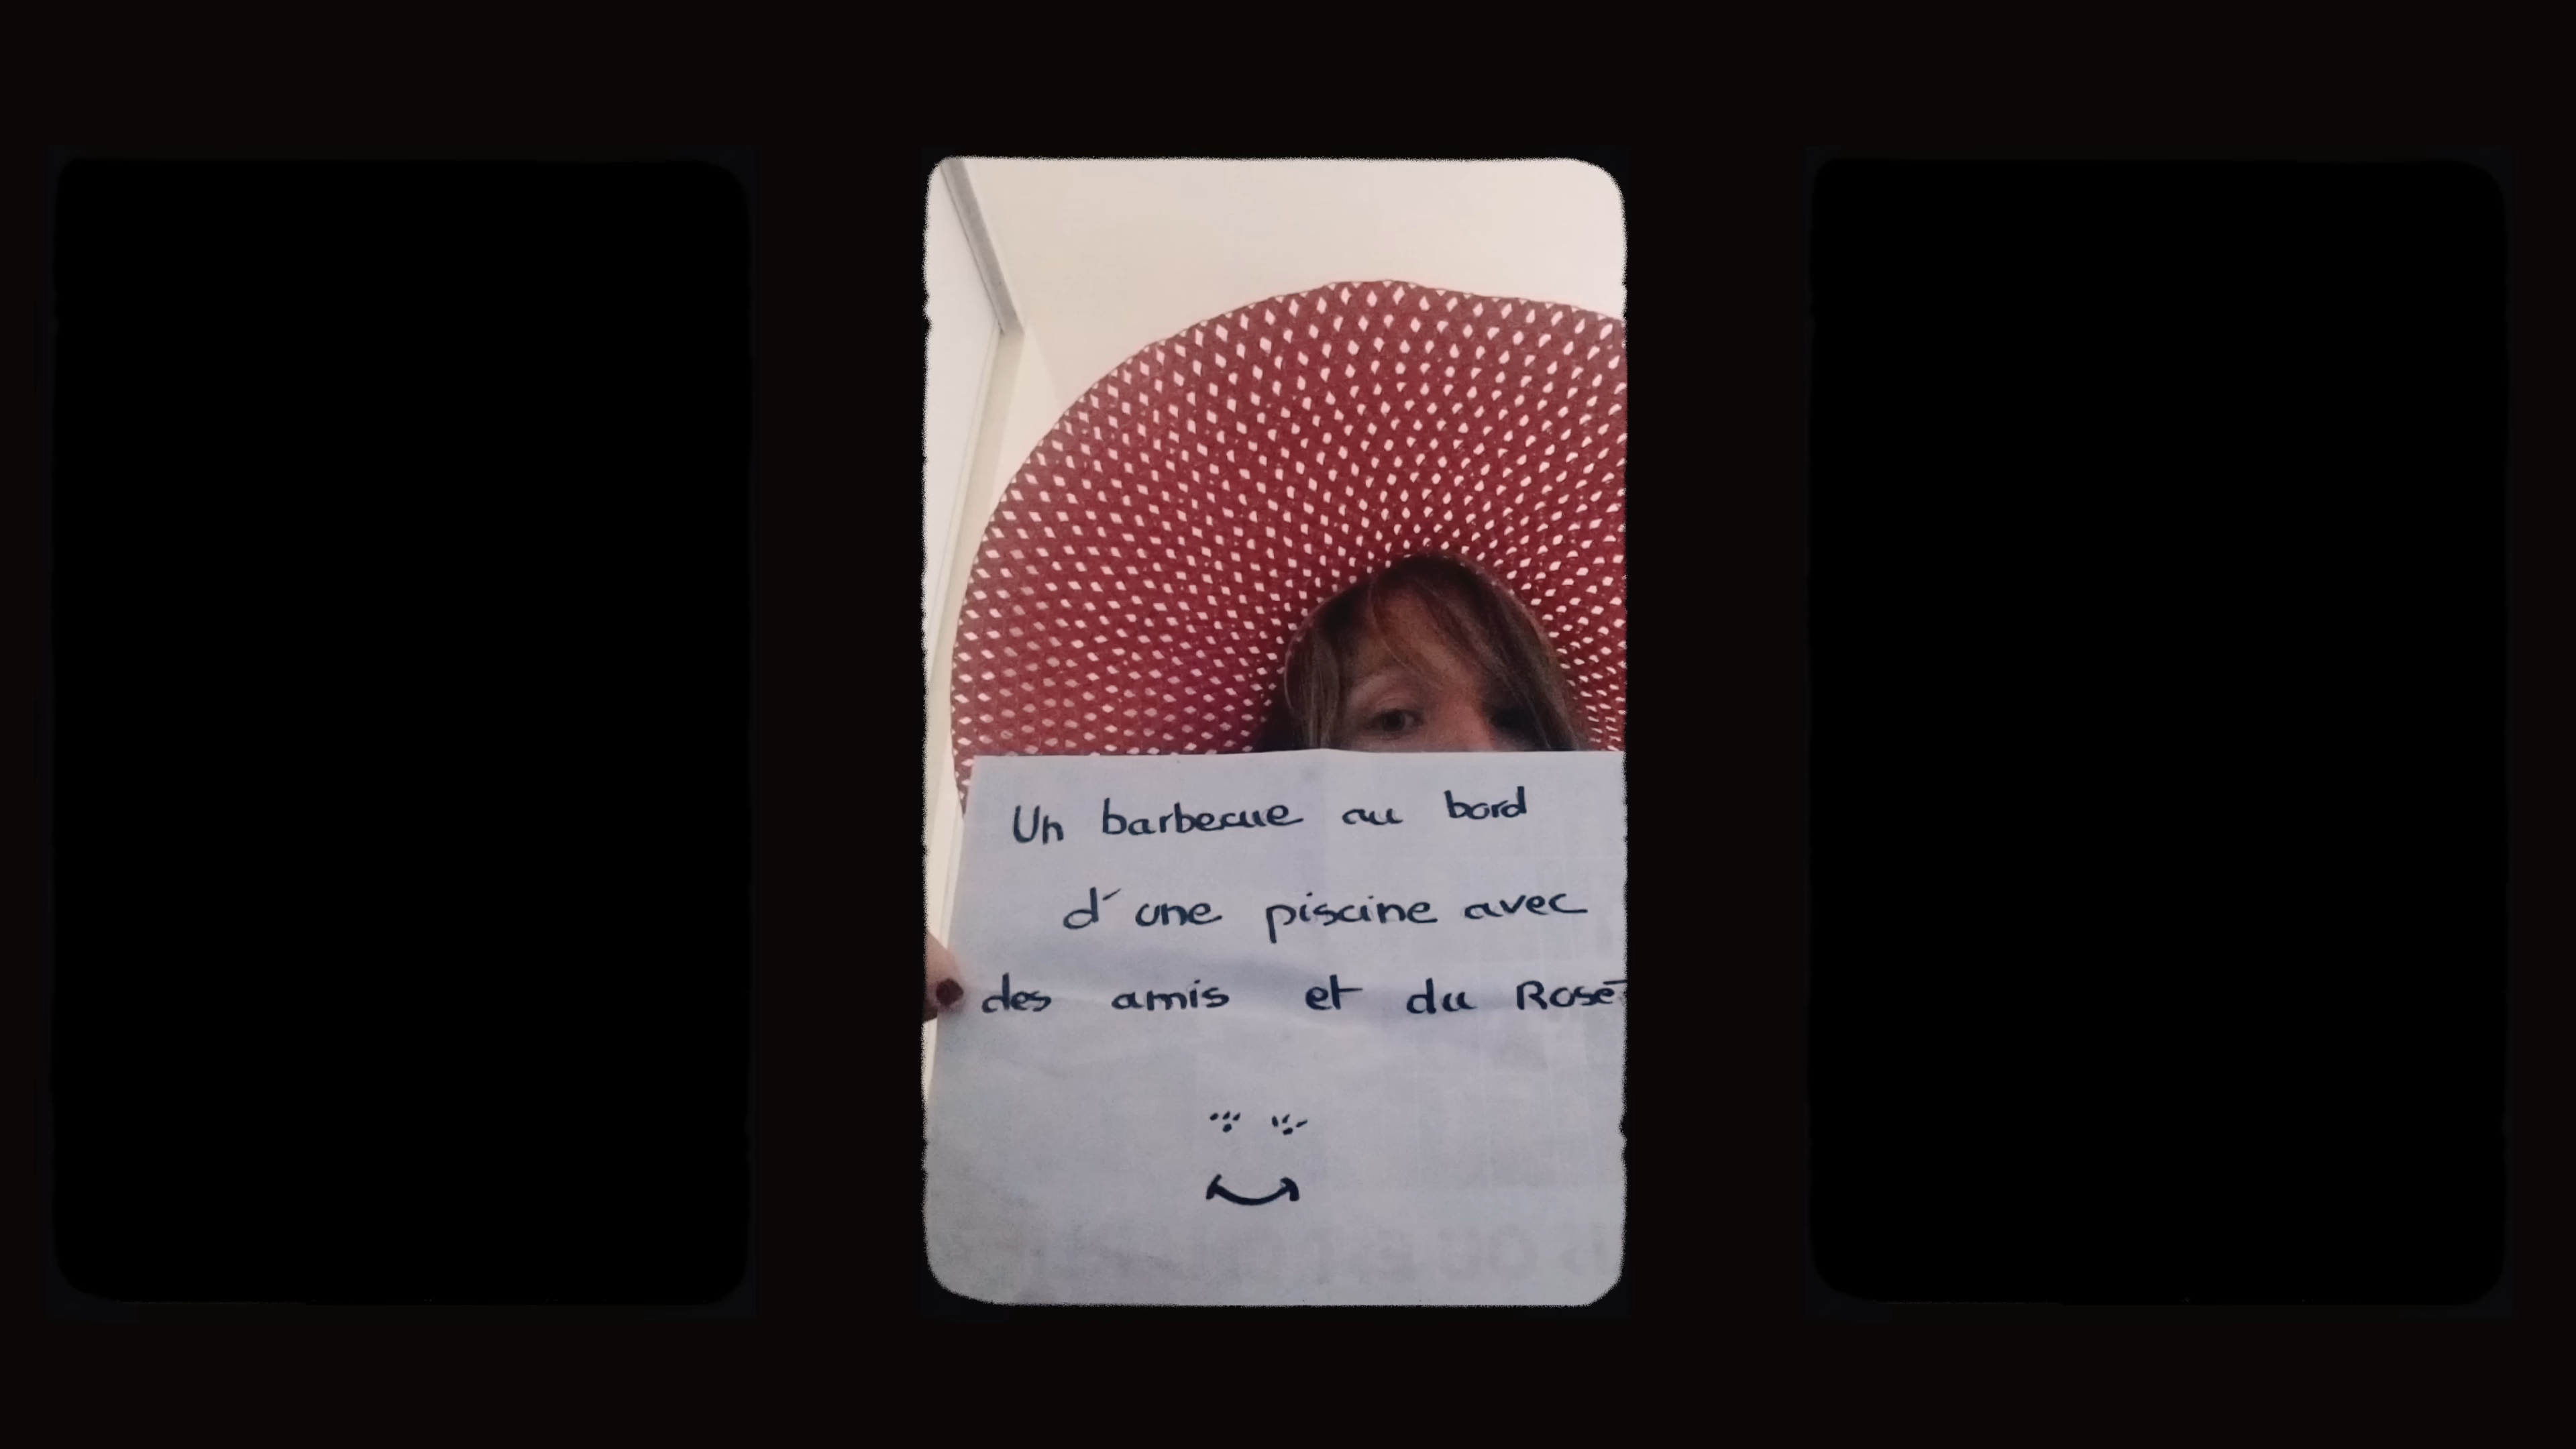 Un barbecue au bord
d'une piscine avec
des amis et du Rosé